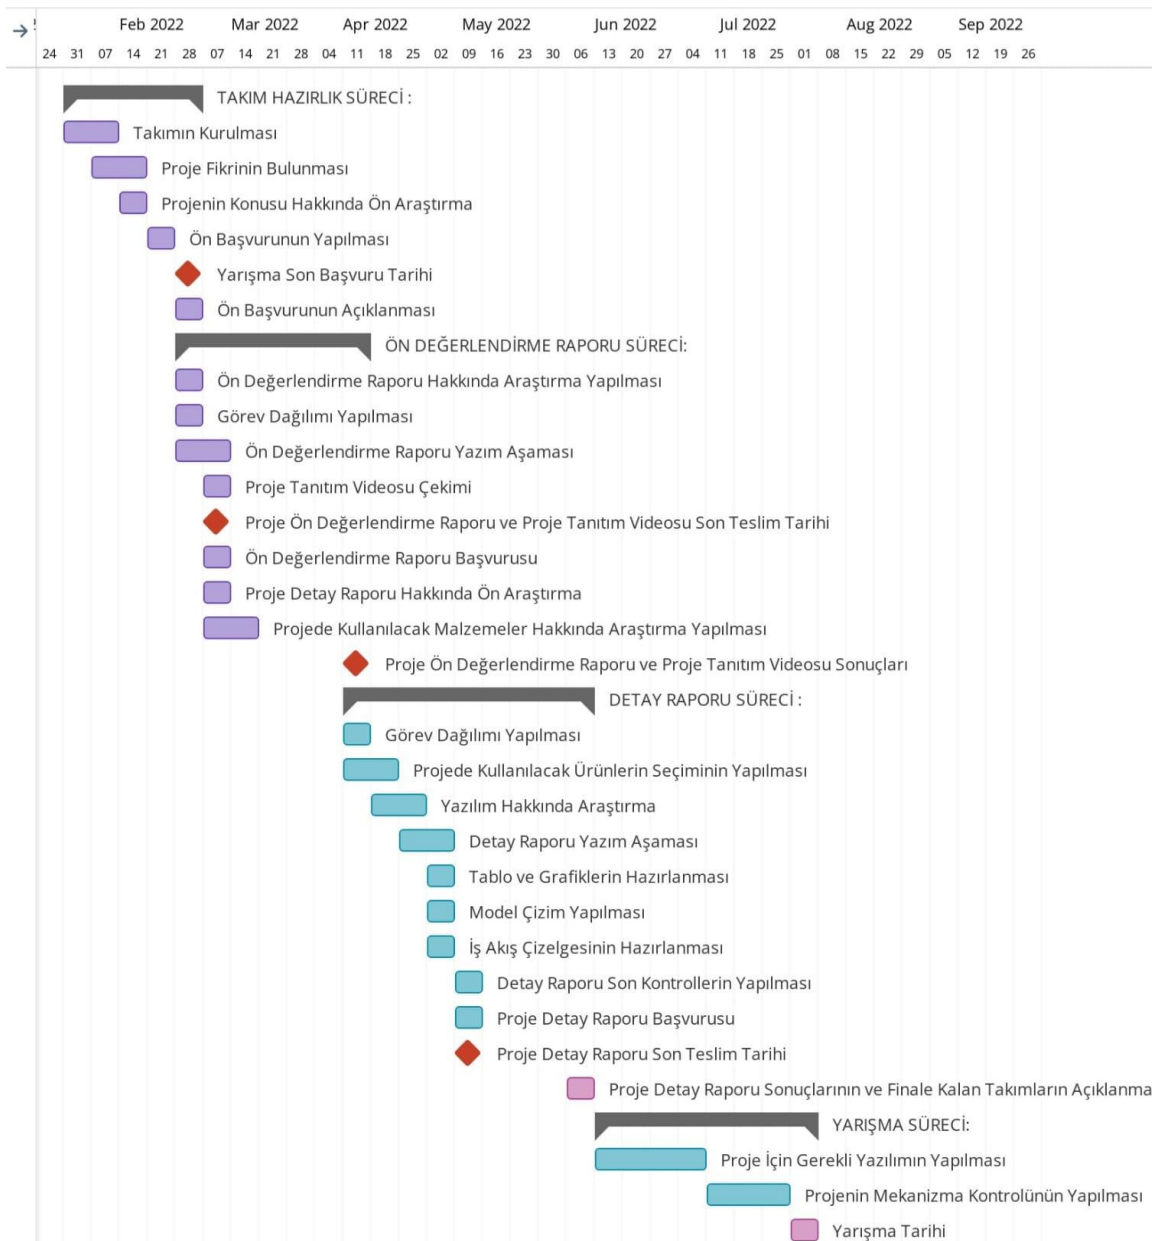 Feb 2022 Mar 2022 Apr 2022 May 2022 Jun 2022 Jul 2022 Aug 2022 Sep 2022
24 31 07 14 21 28 07 14 21 28 04 11 18 25 02 09 16 23 30 06 13 20 27 04 11 18 25 01 08 15 22 29 05 12 19 26
TAKIM HAZIRLIK SÜRECİ :
Takımın Kurulması
Proje Fikrinin Bulunması
Projenin Konusu Hakkında Ön Araştırma
Ön Başvurunun Yapılması
Yarışma Son Başvuru Tarihi
Ön Başvurunun Açıklanması
ÖN DEĞERLENDİRME RAPORU SÜRECİ:
Ön Değerlendirme Raporu Hakkında Araştırma Yapılması
Görev Dağılımı Yapılması
Ön Değerlendirme Raporu Yazım Aşaması
Proje Tanıtım Videosu Çekimi
Proje Ön Değerlendirme Raporu ve Proje Tanıtım Videosu Son Teslim Tarihi
Ön Değerlendirme Raporu Başvurusu
Proje Detay Raporu Hakkında Ön Araştırma
Projede Kullanılacak Malzemeler Hakkında Araştırma Yapılması
Proje Ön Değerlendirme Raporu ve Proje Tanıtım Videosu Sonuçları
DETAY RAPORU SÜRECİ :
Görev Dağılımı Yapılması
Projede Kullanılacak Ürünlerin Seçiminin Yapılması
Yazılım Hakkında Araştırma
Detay Raporu Yazım Aşaması
Tablo ve Grafiklerin Hazırlanması
Model Çizim Yapılması
İş Akış Çizelgesinin Hazırlanması
Detay Raporu Son Kontrollerin Yapılması
Proje Detay Raporu Başvurusu
Proje Detay Raporu Son Teslim Tarihi
Proje Detay Raporu Sonuçlarının ve Finale Kalan Takımların Açıklanma
YARIŞMA SÜRECİ:
Proje İçin Gerekli Yazılımın Yapılması
Projenin Mekanizma Kontrolünün Yapılması
Yarışma Tarihi